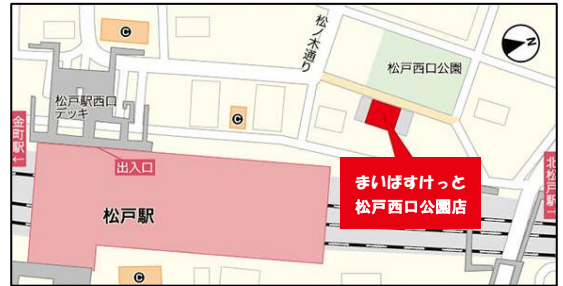 C
松ノ木通り
N
松戸西口公園
松戸駅西口
デッキ
C
金町駅←
出入口
まいばすけっと
松戸西口公園店
北松戸駅→
松戸駅
C